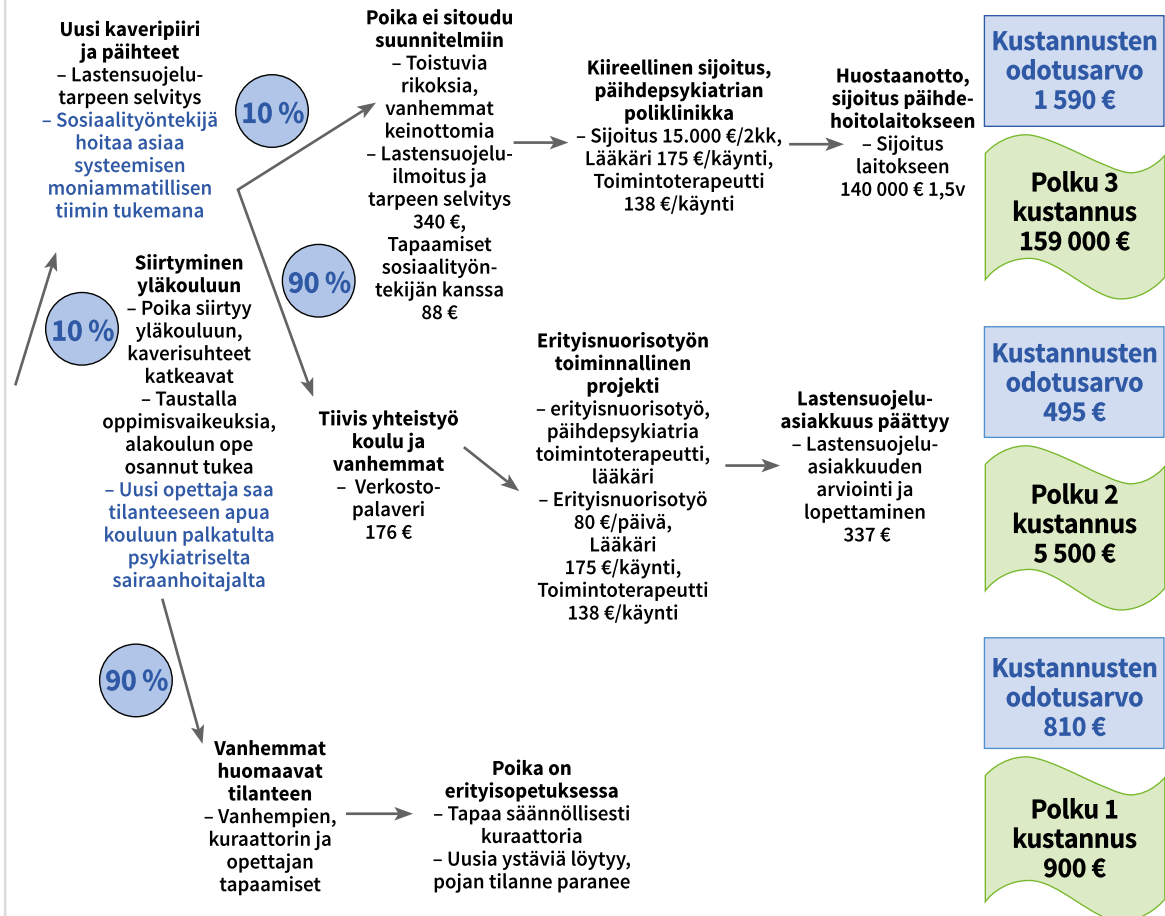 Uusi kaveripiiri
ja päihteet
– Lastensuojelu-
tarpeen selvitys
– Sosiaalityöntekijä
hoitaa asiaa
systeemisen
moniammatillisen
tiimin tukemana
10 %
Poika ei sitoudu
suunnitelmiin
– Toistuvia
rikoksia,
vanhemmat
keinottomia
– Lastensuojelu-
ilmoitus ja
tarpeen selvitys
340 €,
Tapaamiset
sosiaalityön-
tekijän kanssa
88 €
Kiireellinen sijoitus,
päihdepsykiatrian
poliklinikka
– Sijoitus 15.000 €/2kk,
Lääkäri 175 €/käynti,
Toimintoterapeutti
138 €/käynti
Huostaanotto,
sijoitus päihde-
hoitolaitokseen
– Sijoitus
laitokseen
140 000 € 1,5v
Kustannusten
odotusarvo
1 590 €
Polku 3
kustannus
159 000 €
10 %
Siirtyminen
yläkouluun
– Poika siirtyy
yläkouluun,
kaverisuhteet
katkeavat
– Taustalla
oppimisvaikeuksia,
alakoulun ope
osannut tukea
– Uusi opettaja saa
tilanteeseen apua
kouluun palkatulta
psykiatriselta
sairaanhoitajalta
90 %
Tiivis yhteistyö
koulu ja
vanhemmat
– Verkosto-
palaveri
176 €
Erityisnuorisotyön
toiminnallinen
projekti
– erityisnuorisotyö,
päihdepsykiatria
toimintoterapeutti,
lääkäri
– Erityisnuorisotyö
80 €/päivä,
Lääkäri
175 €/käynti,
Toimintoterapeutti
138 €/käynti
Lastensuojelu-
asiakkuus päättyy
– Lastensuojelu-
asiakkuuden
arviointi ja
lopettaminen
337 €
Kustannusten
odotusarvo
495 €
Polku 2
kustannus
5 500 €
90 %
Vanhemmat
huomaavat
tilanteen
– Vanhempien,
kuraattorin ja
opettajan
tapaamiset
Poika on
erityisopetuksessa
– Tapaa säännöllisesti
kuraattoria
– Uusia ystäviä löytyy,
pojan tilanne paranee
Kustannusten
odotusarvo
810 €
Polku 1
kustannus
900 €